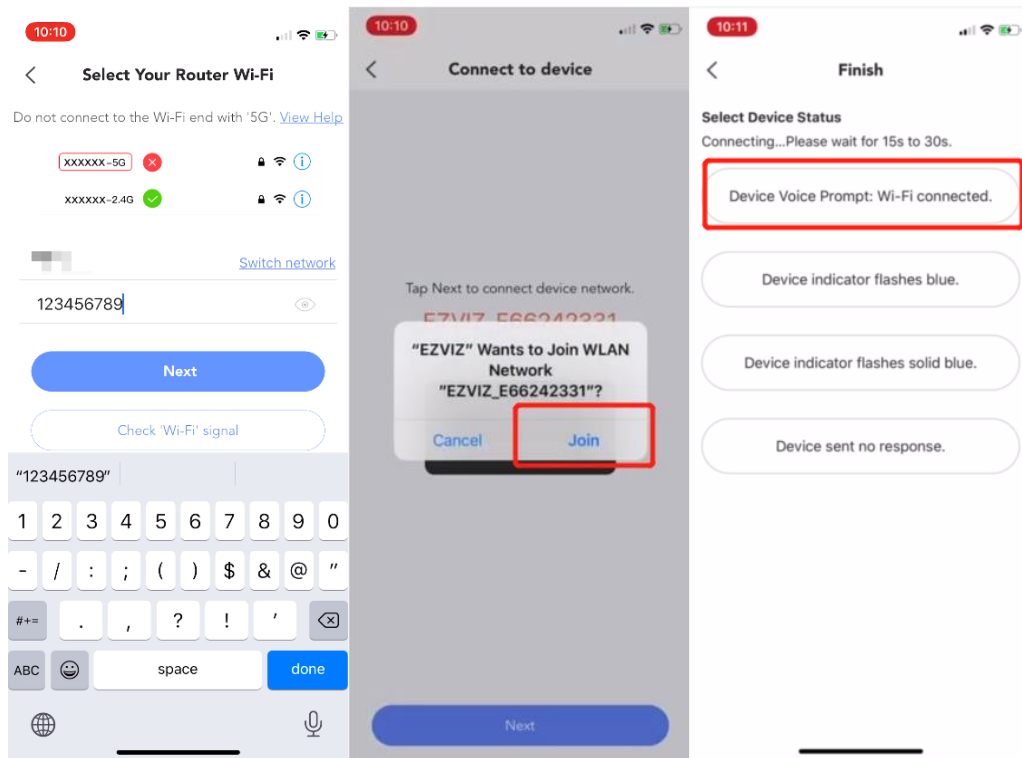 10:10
Select Your Router Wi-Fi
Do not connect to the Wi-Fi end with '5G'. View Help
XXXXXX-5G
XXXXXX-2.4G
Switch network
123456789
Next
Check 'Wi-Fi' signal
"123456789"
1 2 3 4 5 6 7 8 9 0
- / : ; ( ) $ & @ "
#+= . , ? ! '
ABC space done
10:10
Connect to device
Tap Next to connect device network.
EZVIZ_E66242331
"EZVIZ" Wants to Join WLAN
Network
"EZVIZ_E66242331"?
Cancel Join
Next
10:11
Finish
Select Device Status
Connecting...Please wait for 15s to 30s.
Device Voice Prompt: Wi-Fi connected.
Device indicator flashes blue.
Device indicator flashes solid blue.
Device sent no response.